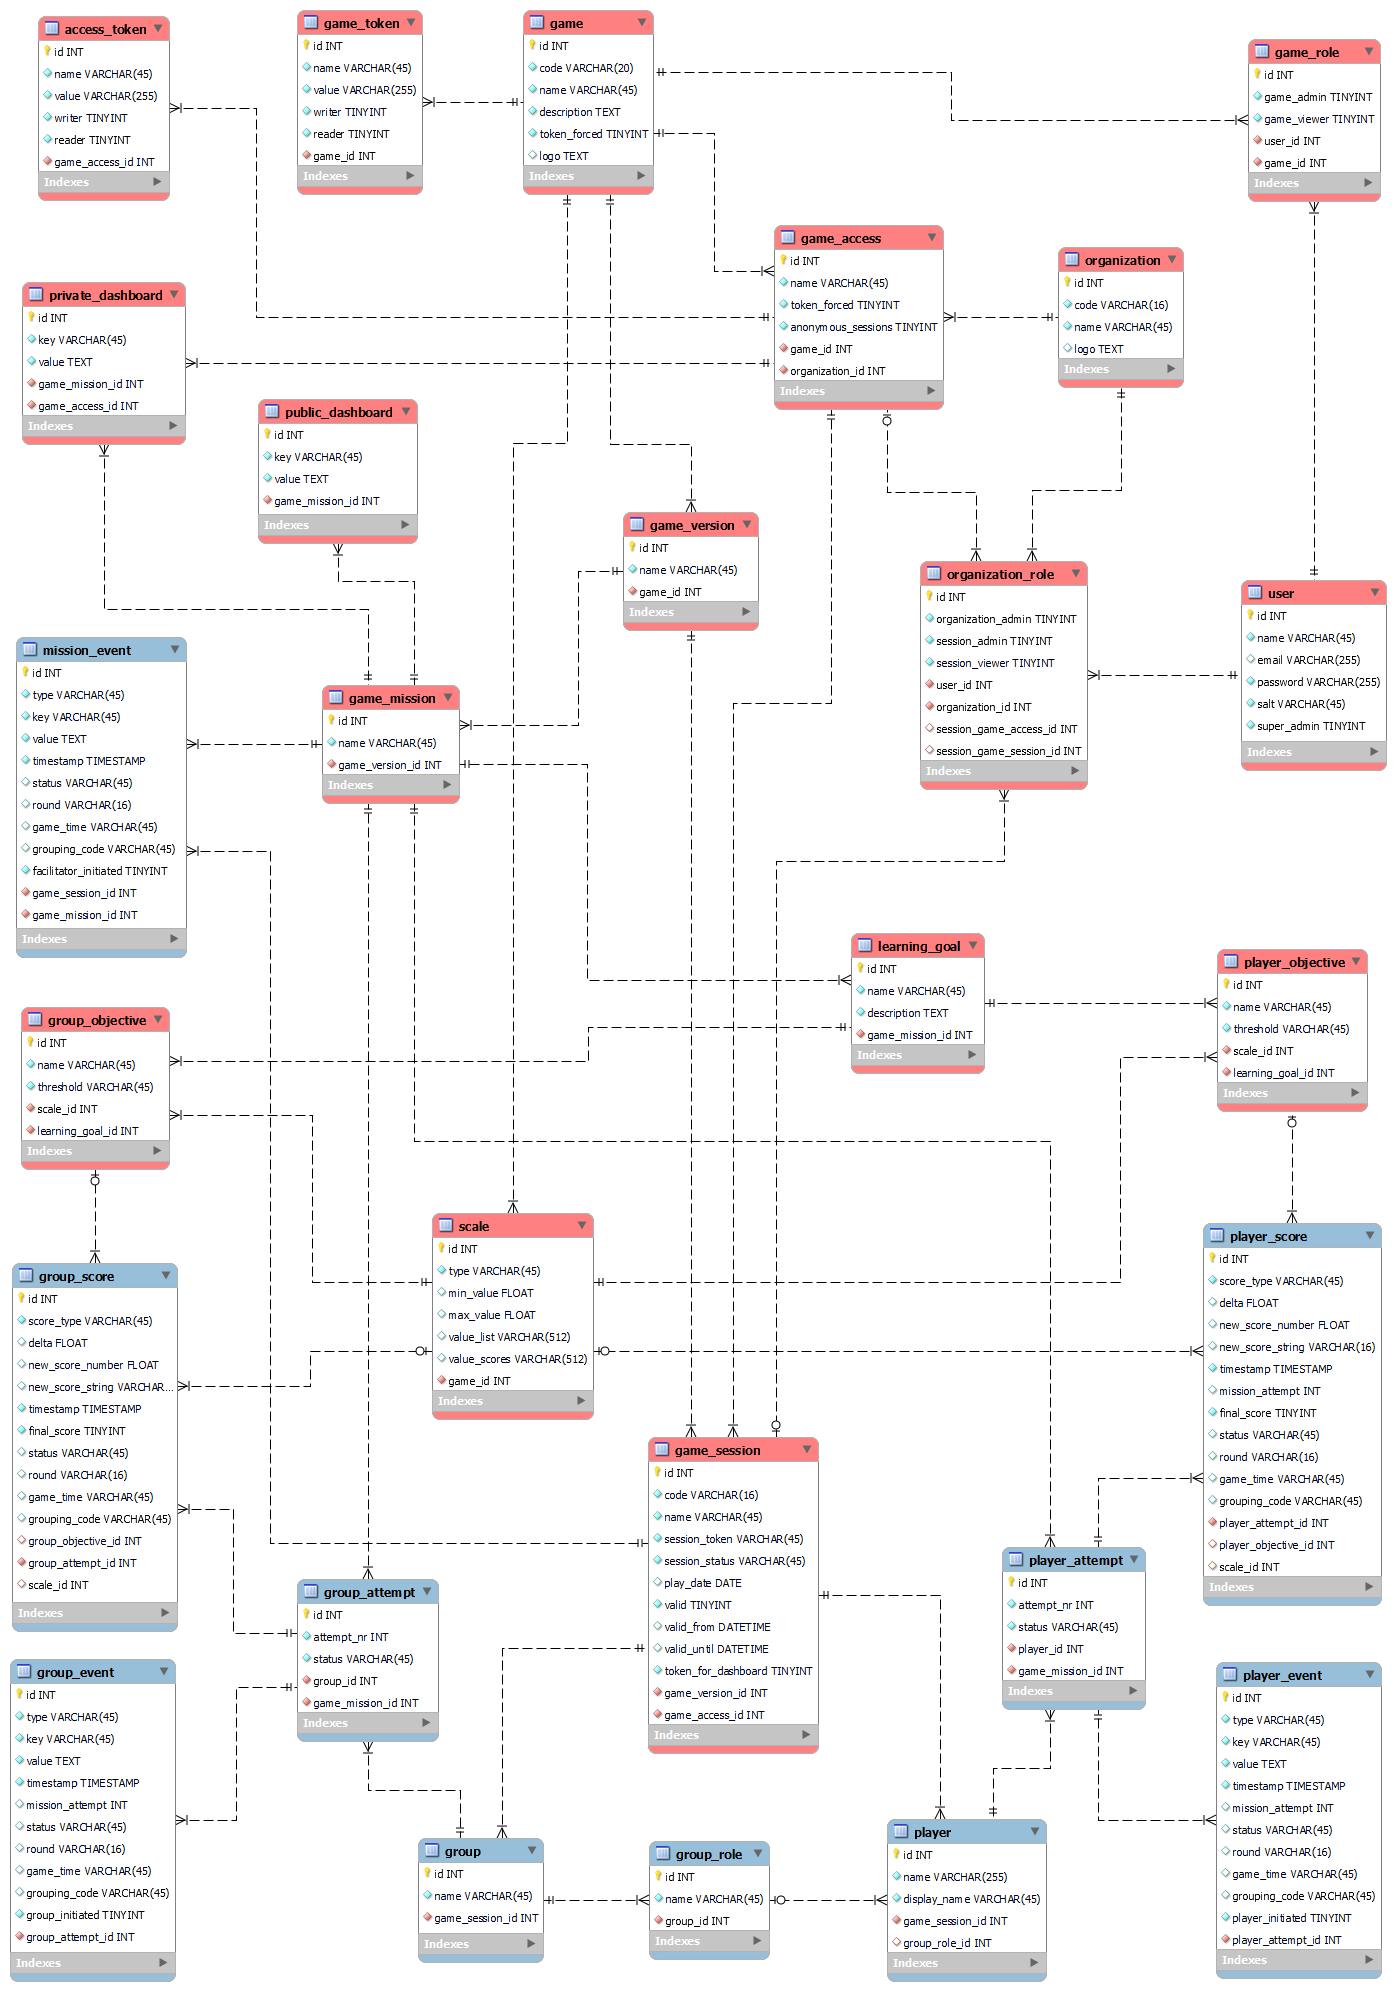 access_token
id INT
name VARCHAR(45)
value VARCHAR(255)
writer TINYINT
reader TINYINT
game_access_id INT
Indexes
game_token
id INT
name VARCHAR(45)
value VARCHAR(255)
writer TINYINT
reader TINYINT
game_id INT
Indexes
game
id INT
code VARCHAR(20)
name VARCHAR(45)
description TEXT
token_forced TINYINT
logo TEXT
Indexes
game_role
id INT
game_admin TINYINT
game_viewer TINYINT
user_id INT
game_id INT
Indexes
game_access
id INT
name VARCHAR(45)
token_forced TINYINT
anonymous_sessions TINYINT
game_id INT
organization_id INT
Indexes
organization
id INT
code VARCHAR(16)
name VARCHAR(45)
logo TEXT
Indexes
private_dashboard
id INT
key VARCHAR(45)
value TEXT
game_mission_id INT
game_access_id INT
Indexes
public_dashboard
id INT
key VARCHAR(45)
value TEXT
game_mission_id INT
Indexes
game_version
id INT
name VARCHAR(45)
game_id INT
Indexes
organization_role
id INT
organization_admin TINYINT
session_admin TINYINT
session_viewer TINYINT
user_id INT
organization_id INT
session_game_access_id INT
session_game_session_id INT
Indexes
user
id INT
name VARCHAR(45)
email VARCHAR(255)
password VARCHAR(255)
salt VARCHAR(45)
super_admin TINYINT
Indexes
mission_event
id INT
type VARCHAR(45)
key VARCHAR(45)
value TEXT
timestamp TIMESTAMP
status VARCHAR(45)
round VARCHAR(16)
game_time VARCHAR(45)
grouping_code VARCHAR(45)
facilitator_initiated TINYINT
game_session_id INT
game_mission_id INT
Indexes
game_mission
id INT
name VARCHAR(45)
game_version_id INT
Indexes
learning_goal
id INT
name VARCHAR(45)
description TEXT
game_mission_id INT
Indexes
player_objective
id INT
name VARCHAR(45)
threshold VARCHAR(45)
scale_id INT
learning_goal_id INT
Indexes
group_objective
id INT
name VARCHAR(45)
threshold VARCHAR(45)
scale_id INT
learning_goal_id INT
Indexes
scale
id INT
type VARCHAR(45)
min_value FLOAT
max_value FLOAT
value_list VARCHAR(512)
value_scores VARCHAR(512)
game_id INT
Indexes
player_score
id INT
score_type VARCHAR(45)
delta FLOAT
new_score_number FLOAT
new_score_string VARCHAR(16)
timestamp TIMESTAMP
mission_attempt INT
final_score TINYINT
status VARCHAR(45)
round VARCHAR(16)
game_time VARCHAR(45)
grouping_code VARCHAR(45)
player_attempt_id INT
player_objective_id INT
scale_id INT
Indexes
group_score
id INT
score_type VARCHAR(45)
delta FLOAT
new_score_number FLOAT
new_score_string VARCHAR...
timestamp TIMESTAMP
final_score TINYINT
status VARCHAR(45)
round VARCHAR(16)
game_time VARCHAR(45)
grouping_code VARCHAR(45)
group_objective_id INT
group_attempt_id INT
scale_id INT
Indexes
game_session
id INT
code VARCHAR(16)
name VARCHAR(45)
session_token VARCHAR(45)
session_status VARCHAR(45)
play_date DATE
valid TINYINT
valid_from DATETIME
valid_until DATETIME
token_for_dashboard TINYINT
game_version_id INT
game_access_id INT
Indexes
player_attempt
id INT
attempt_nr INT
status VARCHAR(45)
player_id INT
game_mission_id INT
Indexes
group_attempt
id INT
attempt_nr INT
status VARCHAR(45)
group_id INT
game_mission_id INT
Indexes
group_event
id INT
type VARCHAR(45)
key VARCHAR(45)
value TEXT
timestamp TIMESTAMP
mission_attempt INT
status VARCHAR(45)
round VARCHAR(16)
game_time VARCHAR(45)
grouping_code VARCHAR(45)
group_initiated TINYINT
group_attempt_id INT
Indexes
player_event
id INT
type VARCHAR(45)
key VARCHAR(45)
value TEXT
timestamp TIMESTAMP
mission_attempt INT
status VARCHAR(45)
round VARCHAR(16)
game_time VARCHAR(45)
grouping_code VARCHAR(45)
player_initiated TINYINT
player_attempt_id INT
Indexes
group
id INT
name VARCHAR(45)
game_session_id INT
Indexes
group_role
id INT
name VARCHAR(45)
group_id INT
Indexes
player
id INT
name VARCHAR(255)
display_name VARCHAR(45)
game_session_id INT
group_role_id INT
Indexes